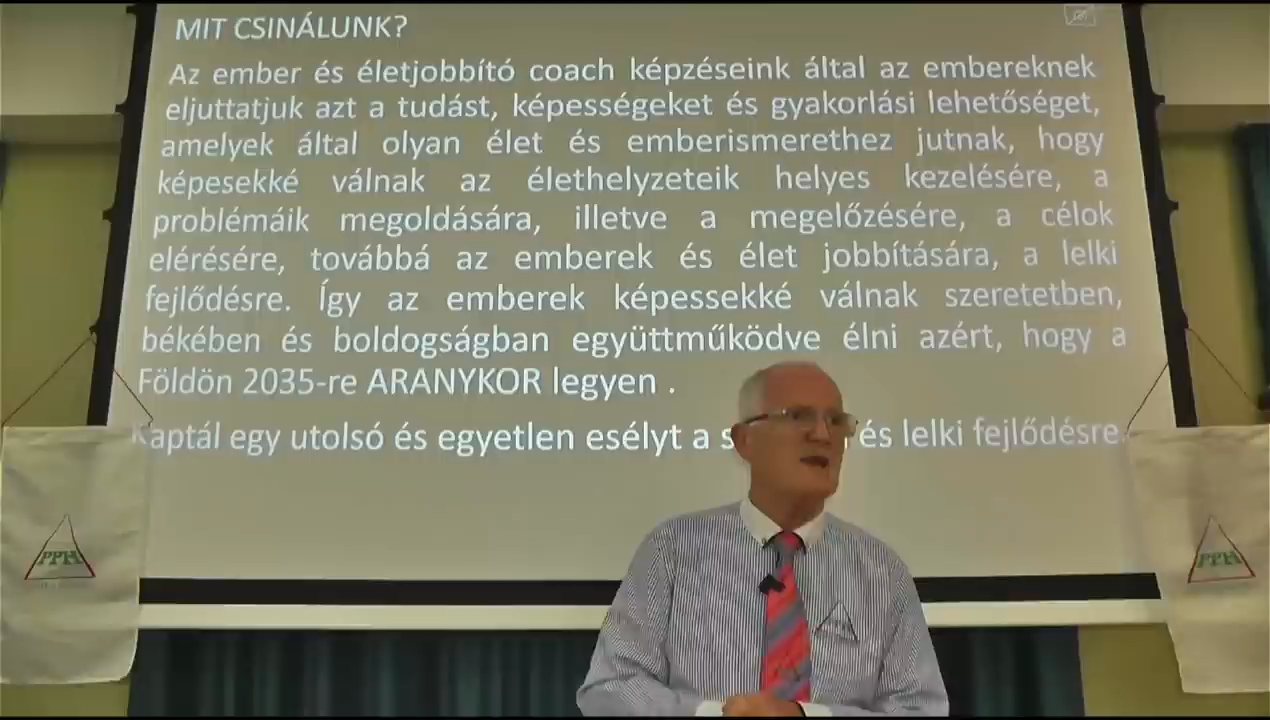 MIT CSINÁLUNK?
Az ember és életjobbító coach képzéseink által az embereknek
eljuttatjuk azt a tudást, képességeket és gyakorlási lehetőséget,
amelyek által olyan élet és emberismerethez jutnak, hogy
képesekké válnak az élethelyzeteik helyes kezelésére, a
problémáik megoldására, illetve a megelőzésére, a célok
elérésére, továbbá az emberek és élet jobbítására, a lelki
fejlődésre. Így az emberek képessekké válnak szeretetben,
békében és boldogságban együttműködve élni azért, hogy a
Földön 2035-re ARANYKOR legyen .
Kaptál egy utolsó és egyetlen esélyt a és lelki fejlődésre.
PPH
PPH